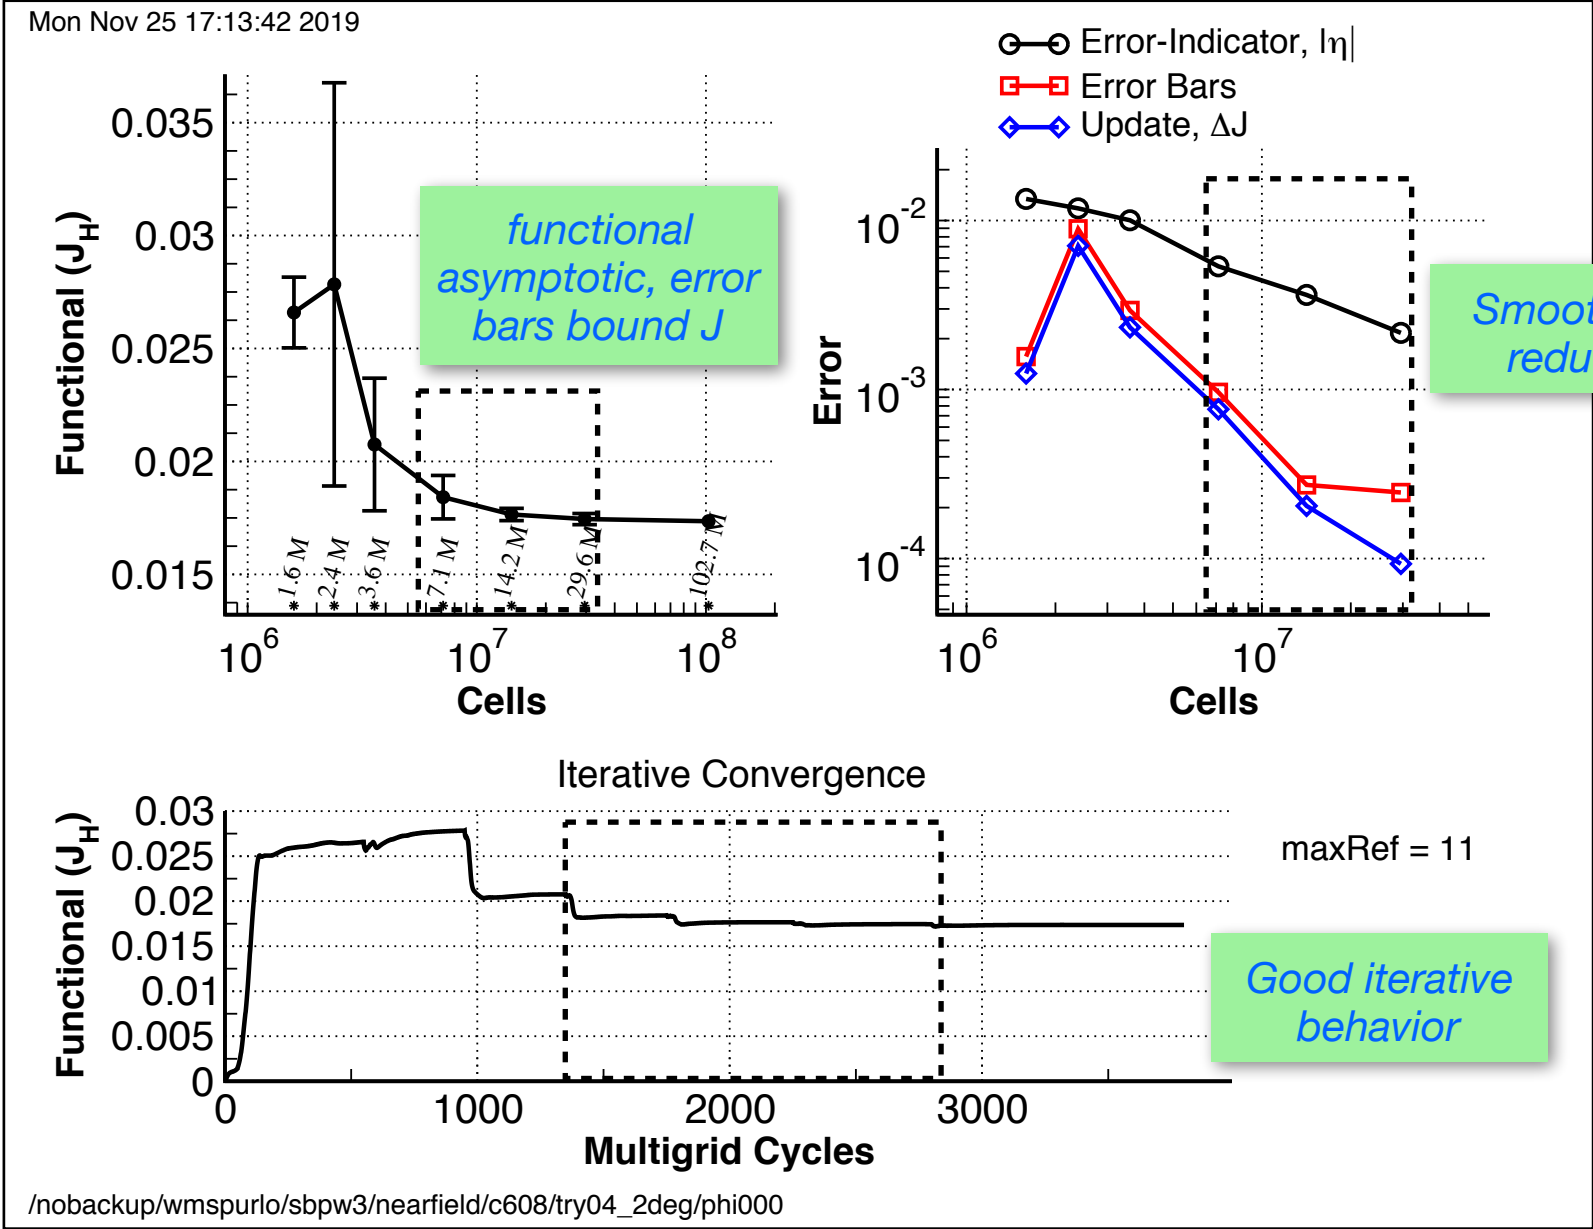 Mon Nov 25 17:13:42 2019
Error-Indicator, |η|
Error Bars
Update, ΔJ
Functional (J_H)
0.035
0.03
0.025
0.02
0.015
functional
asymptotic, error
bars bound J
1.6 M
2.4 M
3.6 M
7.1 M
14.2 M
29.6 M
102.7 M
10^6 10^7 10^8
Cells
Error
10^-2
10^-3
10^-4
10^6 10^7
Cells
Iterative Convergence
Functional (J_H)
0.03
0.025
0.02
0.015
0.01
0.005
0
0 1000 2000 3000
Multigrid Cycles
maxRef = 11
Good iterative
behavior
/nobackup/wmspurlo/sbpw3/nearfield/c608/try04_2deg/phi000